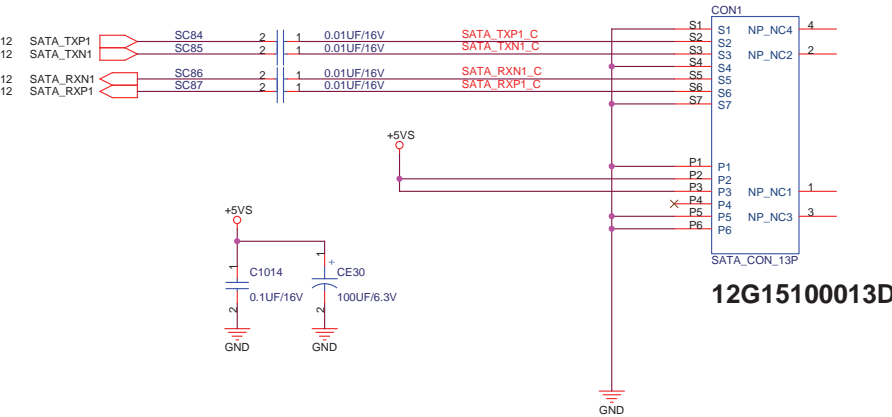 CON1
12 SATA_TXP1 SC84 2 1 0.01UF/16V SATA_TXP1_C S1 S1 NP_NC4 4
12 SATA_TXN1 SC85 0.01UF/16V SATA_TXN1_C S2 S2
S3 S3 NP_NC2 2
S4 S4
12 SATA_RXN1 SC86 2 1 0.01UF/16V SATA_RXN1_C S5 S5
12 SATA_RXP1 SC87 2 1 0.01UF/16V SATA_RXP1_C S6 S6
S7 S7
+5VS
P1 P1
P2 P2
P3 P3 NP_NC1 1
P4 P4
P5 P5 NP_NC3 3
P6 P6
SATA_CON_13P
12G15100013D
+5VS
1 C1014 1 + CE30
2 0.1UF/16V 2 100UF/6.3V
GND GND
GND